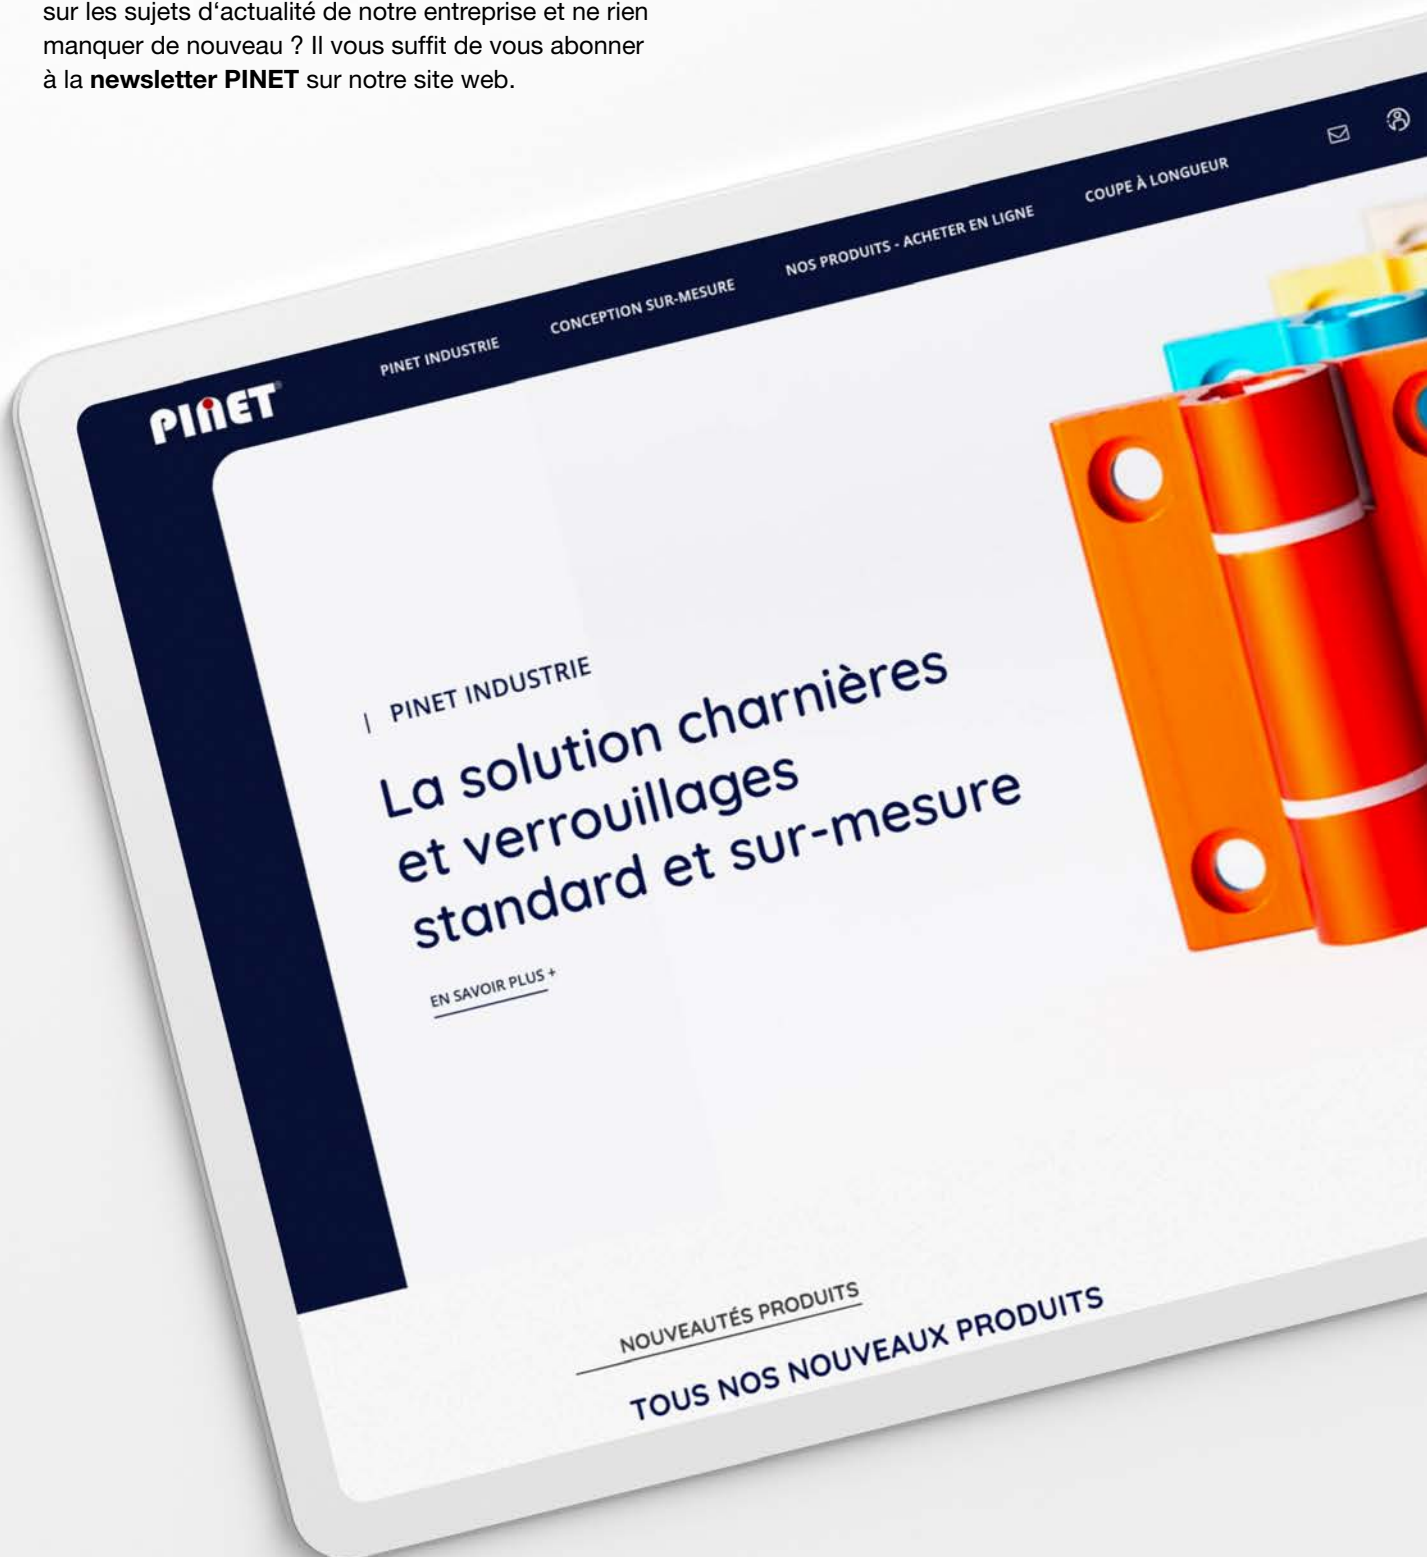 sur les sujets d‘actualité de notre entreprise et ne rien
manquer de nouveau ? Il vous suffit de vous abonner
à la newsletter PINET sur notre site web.
PINET®
PINET INDUSTRIE
CONCEPTION SUR-MESURE
NOS PRODUITS - ACHETER EN LIGNE
COUPE À LONGUEUR
| PINET INDUSTRIE
La solution charnières
et verrouillages
standard et sur-mesure
EN SAVOIR PLUS +
NOUVEAUTÉS PRODUITS
TOUS NOS NOUVEAUX PRODUITS